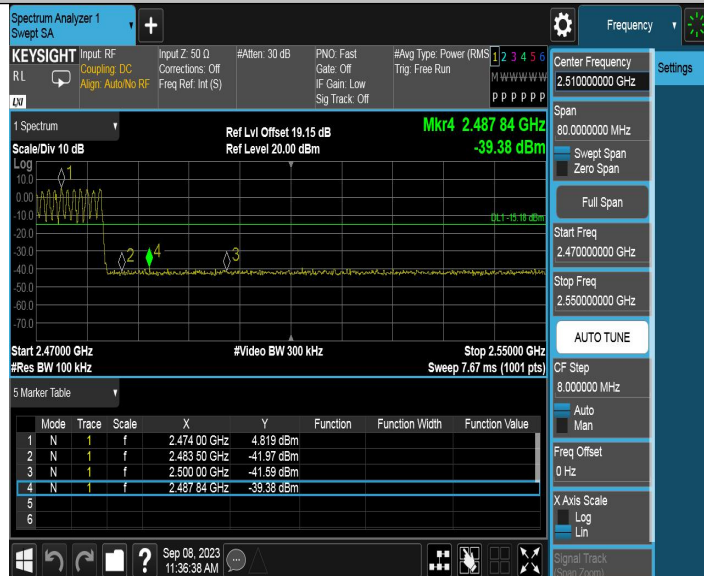 Spectrum Analyzer 1
Swept SA
Frequency
KEYSIGHT
RL
LXI
Input: RF
Coupling: DC
Align: Auto/No RF
Input Z: 50 Ω
Corrections: Off
Freq Ref: Int (S)
#Atten: 30 dB
PNO: Fast
Gate: Off
IF Gain: Low
Sig Track: Off
#Avg Type: Power (RMS
Trig: Free Run
1 2 3 4 5 6
M W W W W W
P P P P P P
1 Spectrum
Scale/Div 10 dB
Ref Lvl Offset 19.15 dB
Ref Level 20.00 dBm
Mkr4 2.487 84 GHz
-39.38 dBm
Log
10.0
0.00
-10.0
-20.0
-30.0
-40.0
-50.0
-60.0
-70.0
1
2
4
3
DL1 -15.18 dBm
Start 2.47000 GHz
#Res BW 100 kHz
#Video BW 300 kHz
Stop 2.55000 GHz
Sweep 7.67 ms (1001 pts)
5 Marker Table
Mode Trace Scale X Y Function Function Width Function Value
1 N 1 f 2.474 00 GHz 4.819 dBm
2 N 1 f 2.483 50 GHz -41.97 dBm
3 N 1 f 2.500 00 GHz -41.59 dBm
4 N 1 f 2.487 84 GHz -39.38 dBm
5
6
Sep 08, 2023
11:36:38 AM
Center Frequency
2.510000000 GHz
Settings
Span
80.0000000 MHz
Swept Span
Zero Span
Full Span
Start Freq
2.470000000 GHz
Stop Freq
2.550000000 GHz
AUTO TUNE
CF Step
8.000000 MHz
Auto
Man
Freq Offset
0 Hz
X Axis Scale
Log
Lin
Signal Track
(Span Zoom)